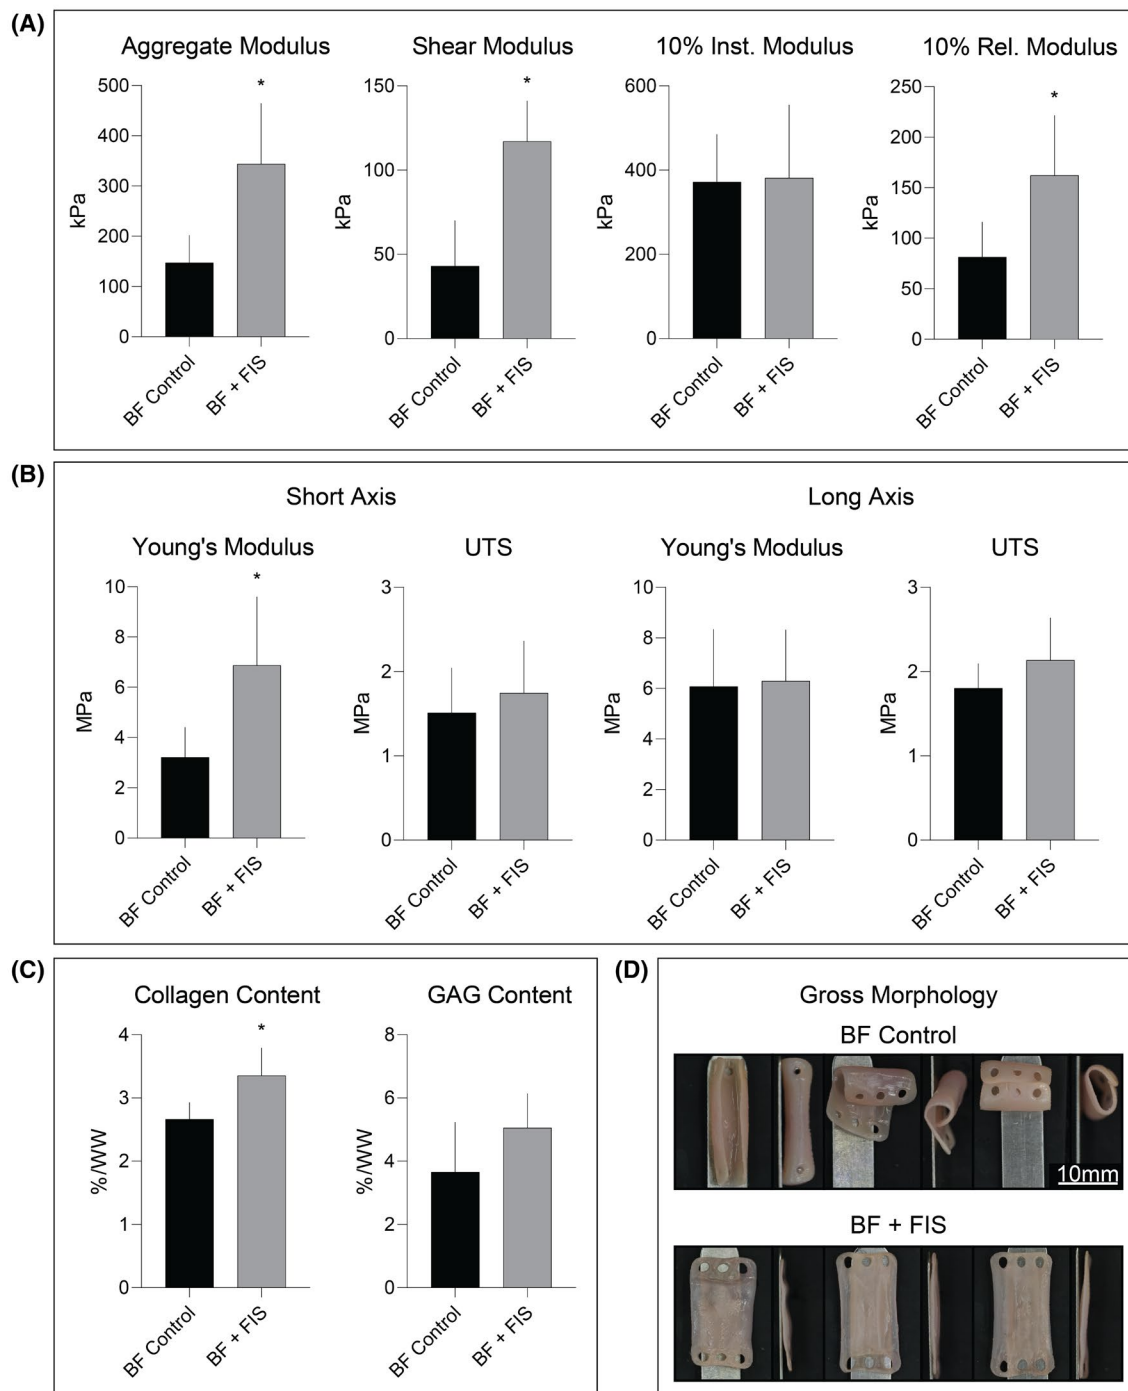 (A)
Aggregate Modulus
Shear Modulus
10% Inst. Modulus
10% Rel. Modulus
500
400
300
200
100
0
kPa
*
BF Control
BF + FIS
150
100
50
0
kPa
*
BF Control
BF + FIS
600
400
200
0
kPa
BF Control
BF + FIS
250
200
150
100
50
0
kPa
*
BF Control
BF + FIS
(B)
Short Axis
Long Axis
Young's Modulus
UTS
Young's Modulus
UTS
10
8
6
4
2
0
MPa
*
BF Control
BF + FIS
3
2
1
0
MPa
BF Control
BF + FIS
10
8
6
4
2
0
MPa
BF Control
BF + FIS
3
2
1
0
MPa
BF Control
BF + FIS
(C)
Collagen Content
GAG Content
4
3
2
1
0
%/WW
*
BF Control
BF + FIS
8
6
4
2
0
%/WW
BF Control
BF + FIS
(D)
Gross Morphology
BF Control
10mm
BF + FIS